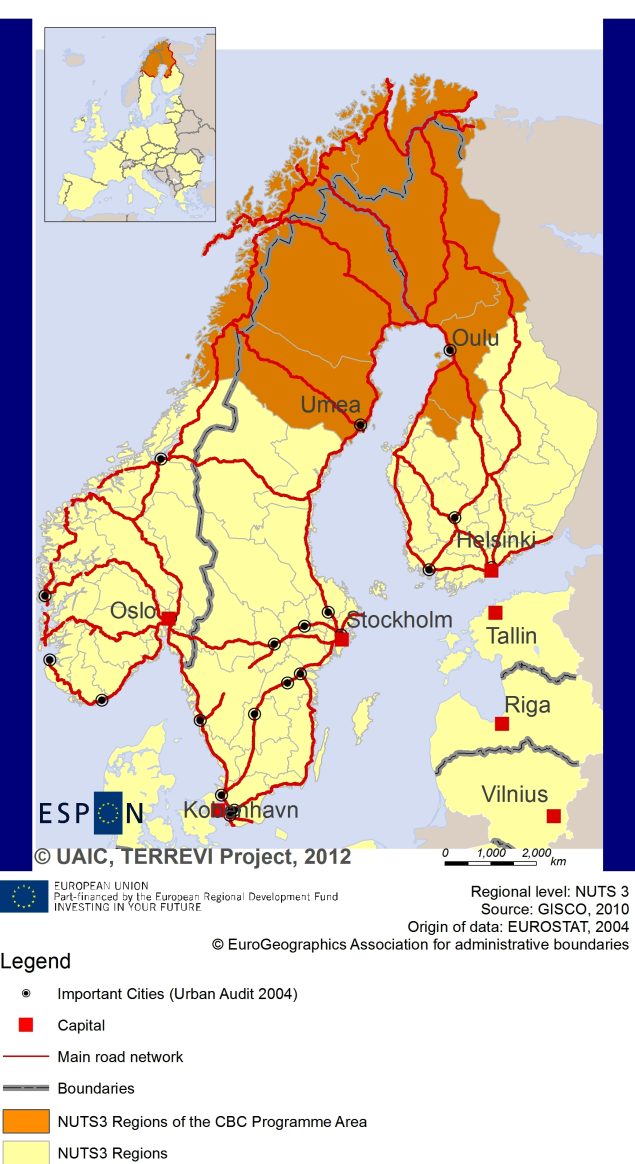 Oulu
Umea
Helsinki
Oslo
Stockholm
Tallin
Riga
Vilnius
København
ESPON
© UAIC, TERREVI Project, 2012
0 1,000 2,000
km
EUROPEAN UNION
Part-financed by the European Regional Development Fund
INVESTING IN YOUR FUTURE
Regional level: NUTS 3
Source: GISCO, 2010
Origin of data: EUROSTAT, 2004
© EuroGeographics Association for administrative boundaries
Legend
Important Cities (Urban Audit 2004)
Capital
Main road network
Boundaries
NUTS3 Regions of the CBC Programme Area
NUTS3 Regions